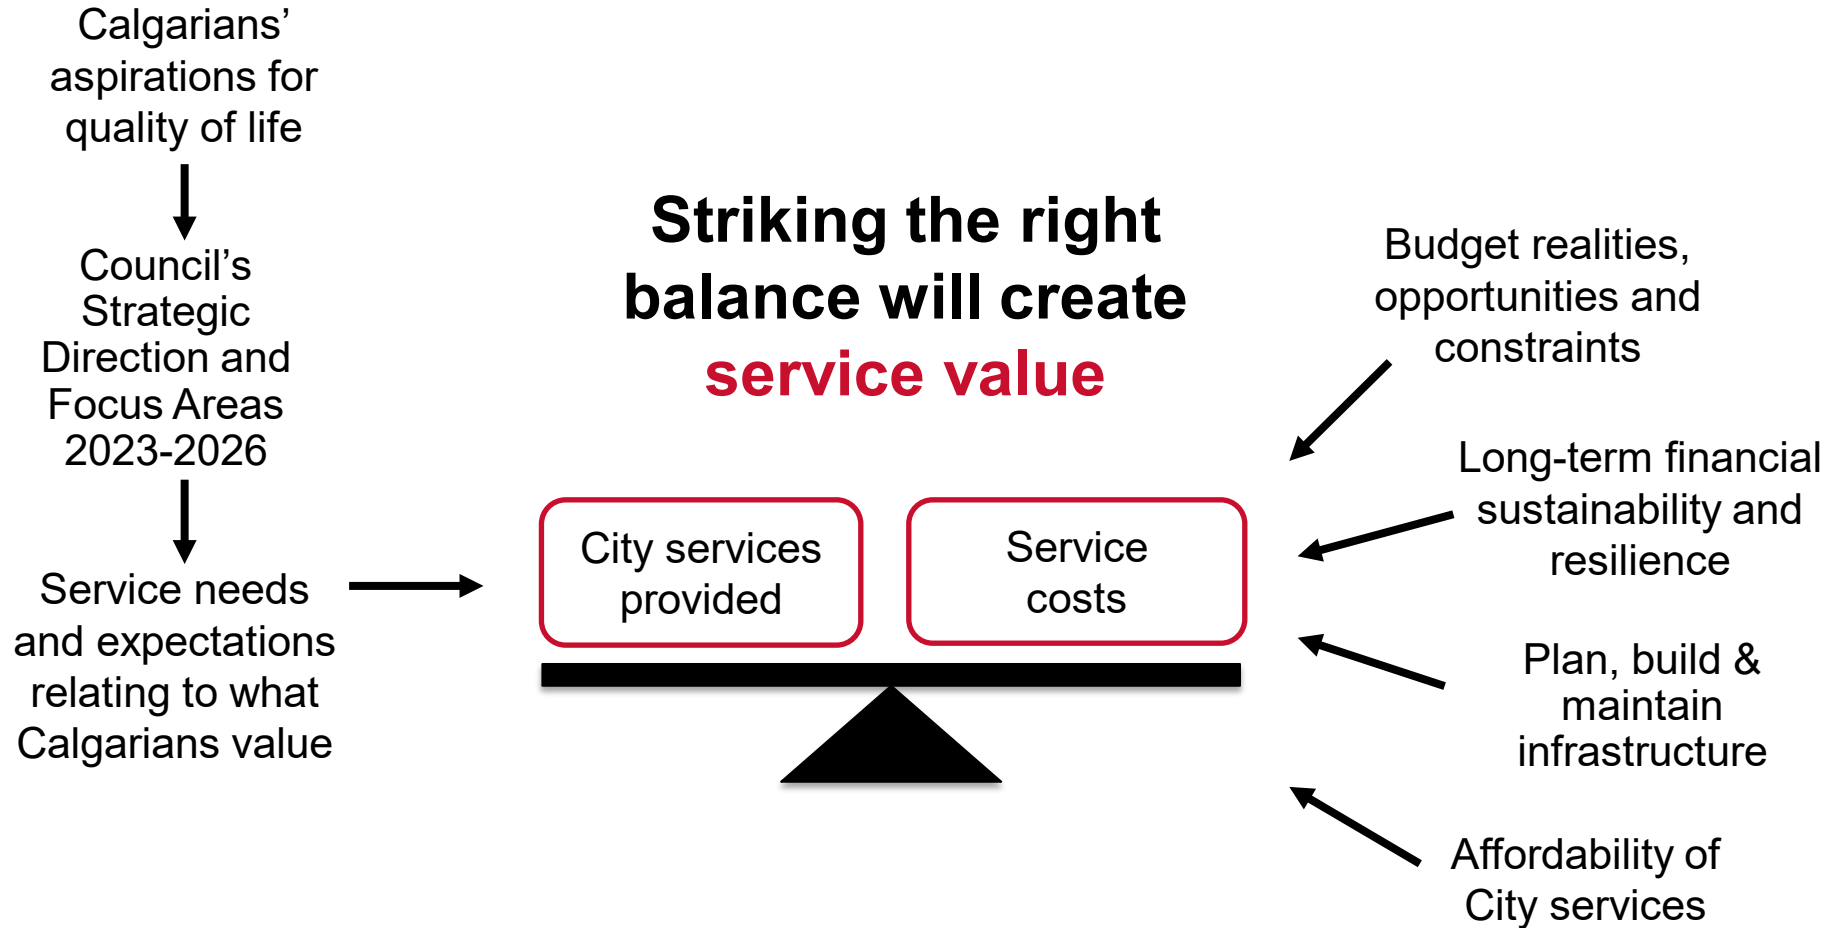 Calgarians’
aspirations for
quality of life
Council’s
Strategic
Direction and
Focus Areas
2023-2026
Service needs
and expectations
relating to what
Calgarians value
Striking the right
balance will create
service value
City services
provided
Service
costs
Budget realities,
opportunities and
constraints
Long-term financial
sustainability and
resilience
Plan, build &
maintain
infrastructure
Affordability of
City services